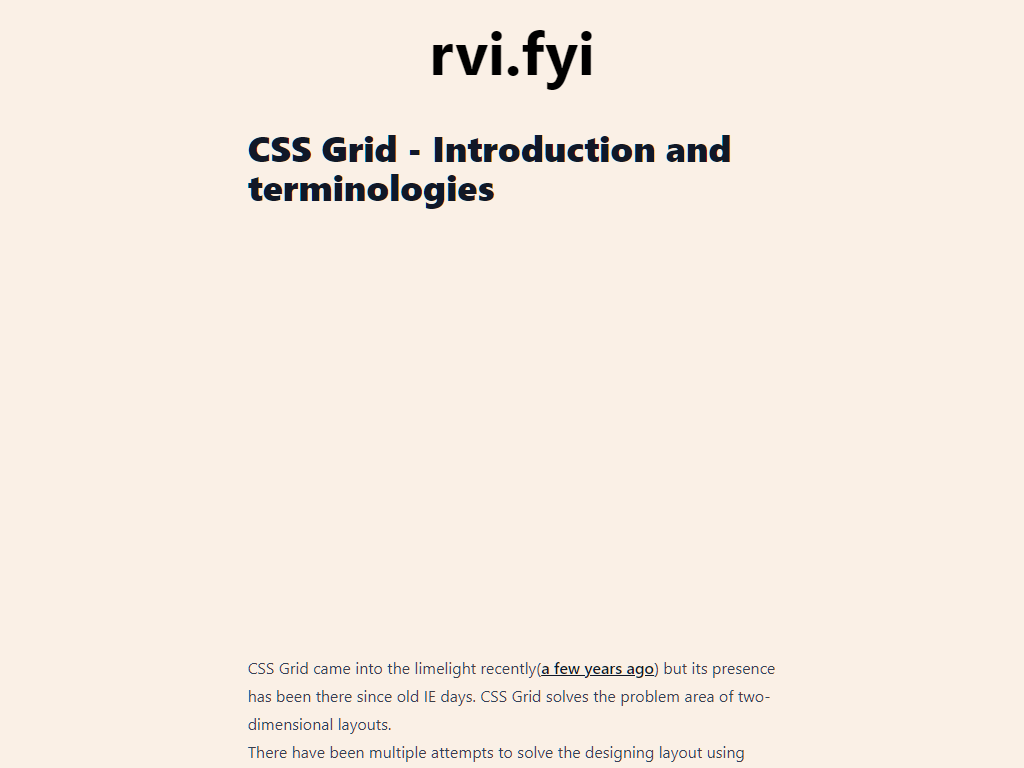 rvi.fyi
CSS Grid - Introduction and
terminologies
CSS Grid came into the limelight recently(a few years ago) but its presence
has been there since old IE days. CSS Grid solves the problem area of two-
dimensional layouts.
There have been multiple attempts to solve the designing layout using